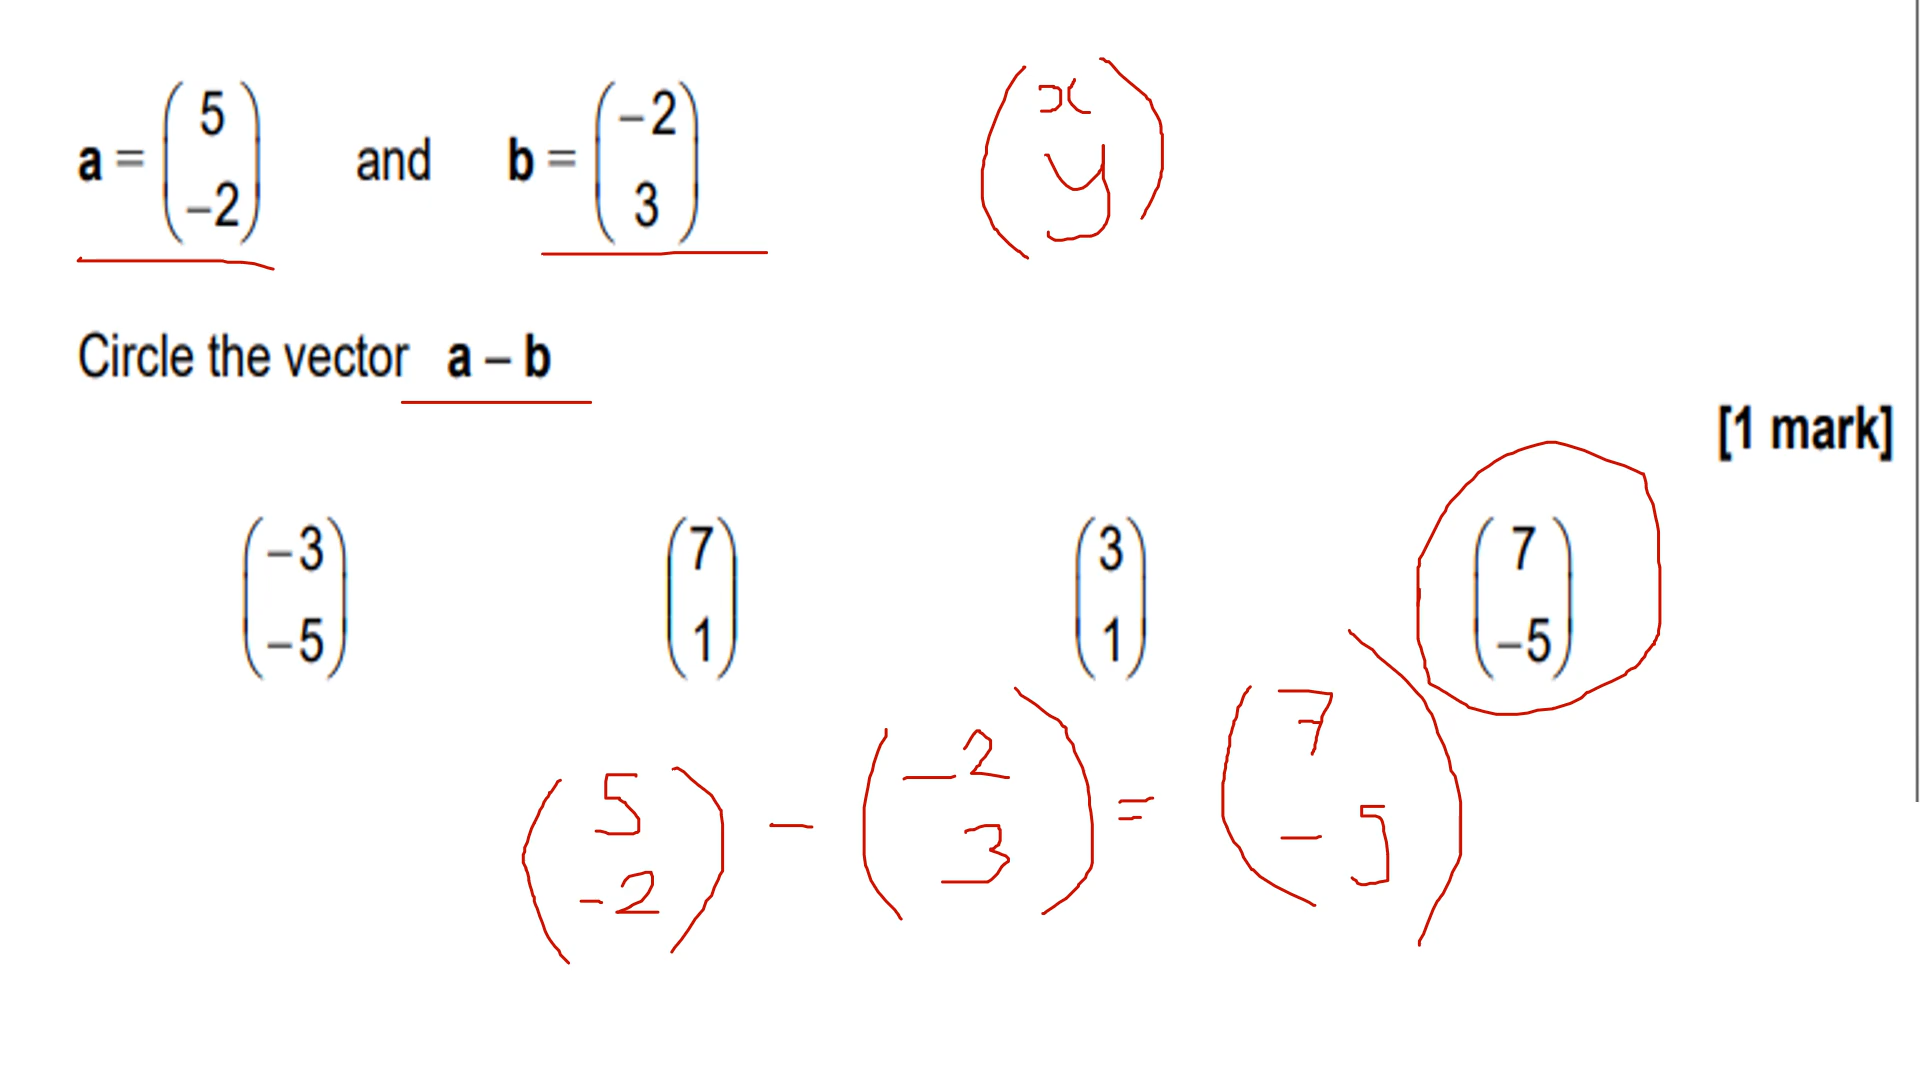 a = (5 −2) and b = (−2 3)
(x y)
Circle the vector a – b
[1 mark]
(−3 −5) (7 1) (3 1) (7 −5)
(5 -2) - (-2 3) = (7 -5)